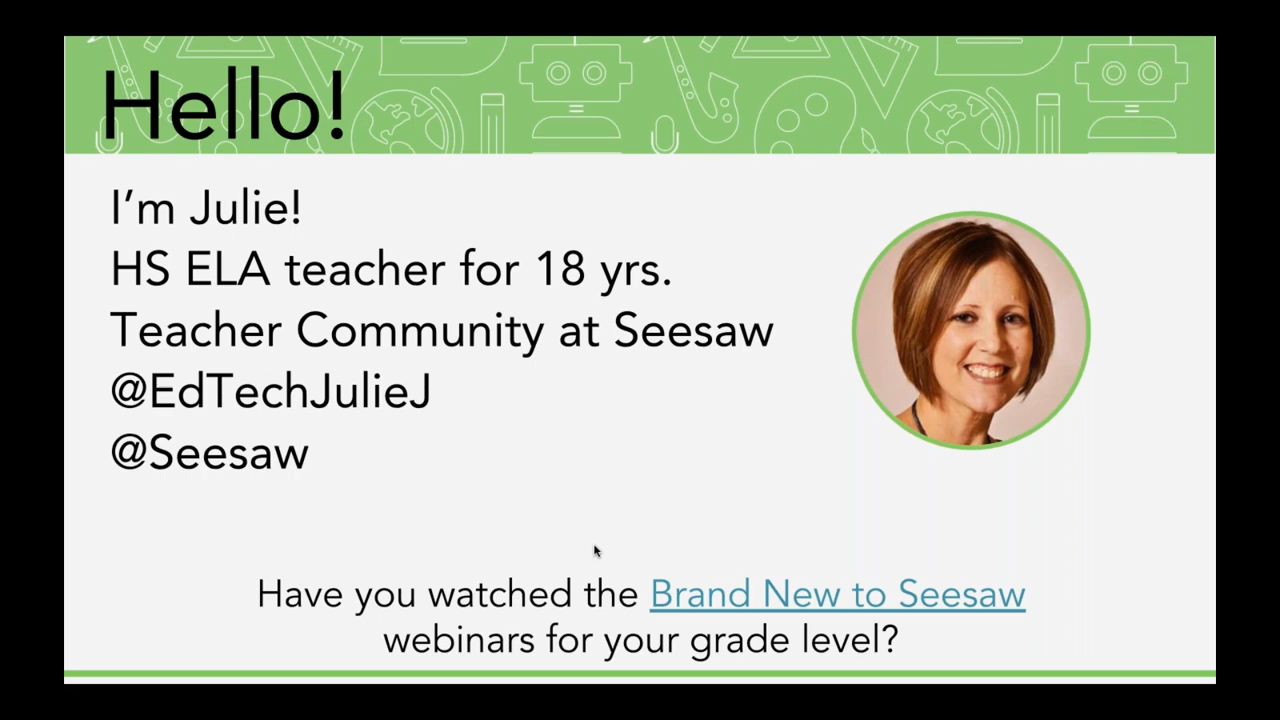 Hello!
I’m Julie!
HS ELA teacher for 18 yrs.
Teacher Community at Seesaw
@EdTechJulieJ
@Seesaw
Have you watched the Brand New to Seesaw
webinars for your grade level?